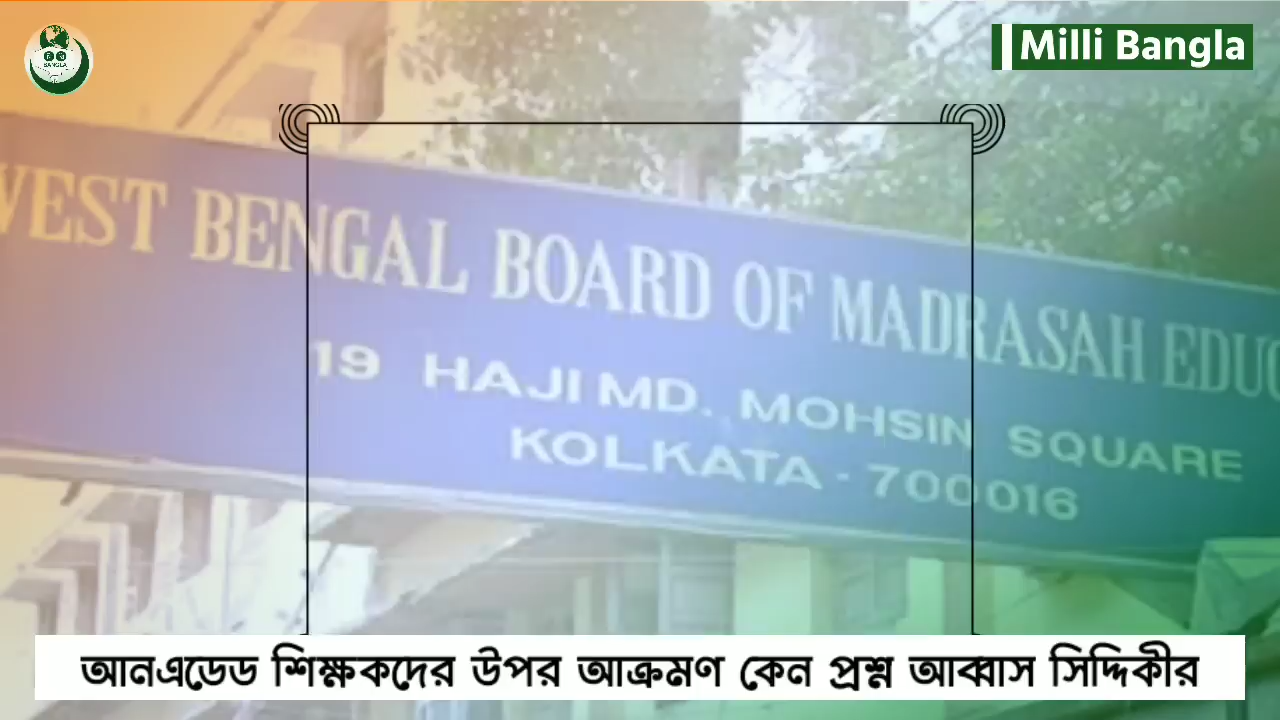 BANGLA
Milli Bangla
WEST BENGAL BOARD OF MADRASAH EDUC
19 HAJI MD. MOHSIN SQUARE
KOLKATA - 700016
আনএডেড শিক্ষকদের উপর আক্রমণ কেন প্রশ্ন আব্বাস সিদ্দিকীর